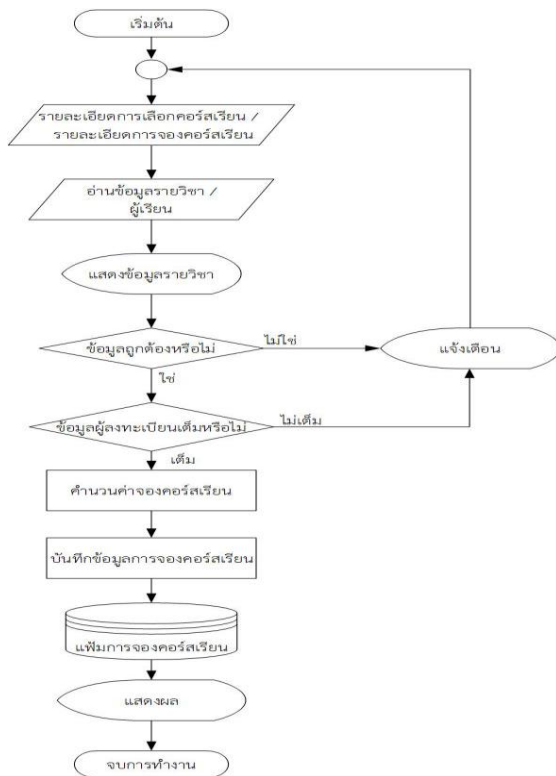 เริ่มต้น
รายละเอียดการเลือกคอร์สเรียน /
รายละเอียดการจองคอร์สเรียน
อ่านข้อมูลรายวิชา /
ผู้เรียน
แสดงข้อมูลรายวิชา
ข้อมูลถูกต้องหรือไม่
ไม่ใช่
แจ้งเตือน
ใช่
ข้อมูลผู้ลงทะเบียนเต็มหรือไม่
ไม่เต็ม
เต็ม
คำนวนค่าจองคอร์สเรียน
บันทึกข้อมูลการจองคอร์สเรียน
แฟ้มการจองคอร์สเรียน
แสดงผล
จบการทำงาน